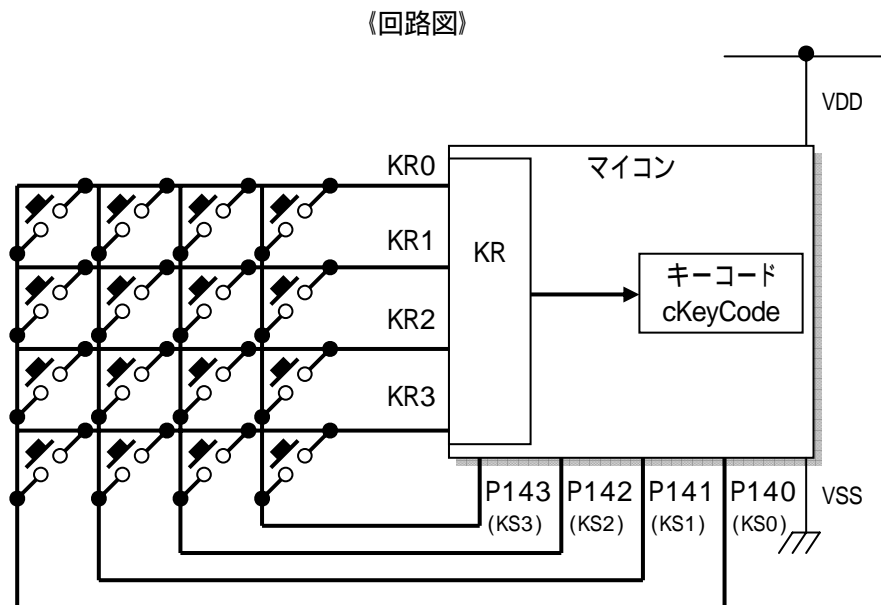 《回路図》
VDD
マイコン
KR0
KR1
KR2
KR3
KR
キーコード
cKeyCode
P143 P142 P141 P140 VSS
(KS3) (KS2) (KS1) (KS0)